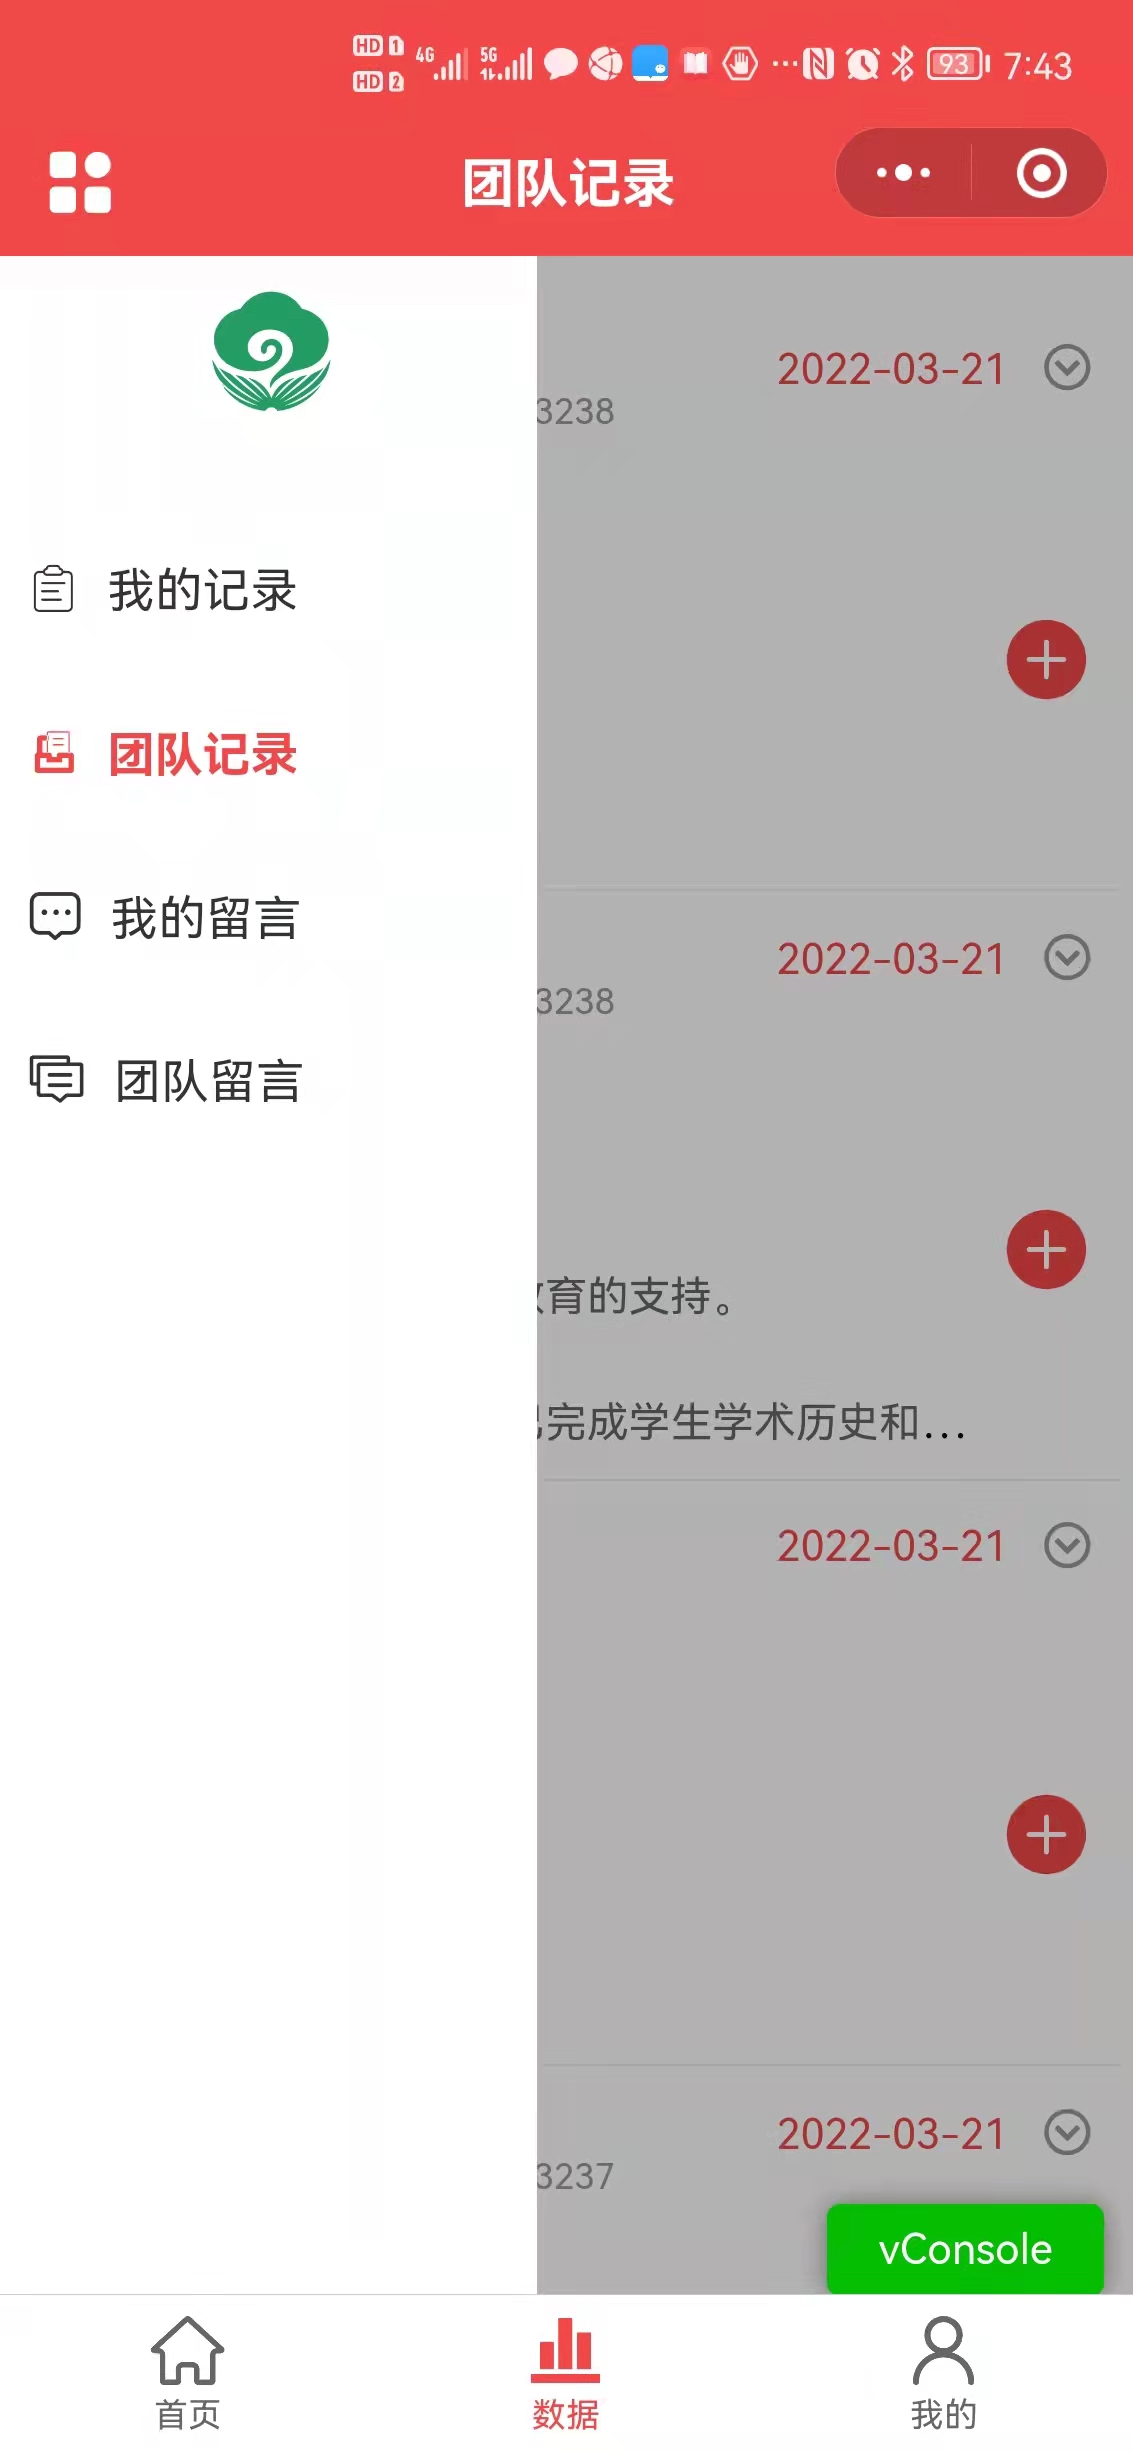 HD 1 4G 5G 93 7:43
HD 2
团队记录
2022-03-21
3238
我的记录
团队记录
2022-03-21
我的留言
3238
团队留言
育的支持。
完成学生学术历史和...
2022-03-21
2022-03-21
3237
vConsole
首页 数据 我的